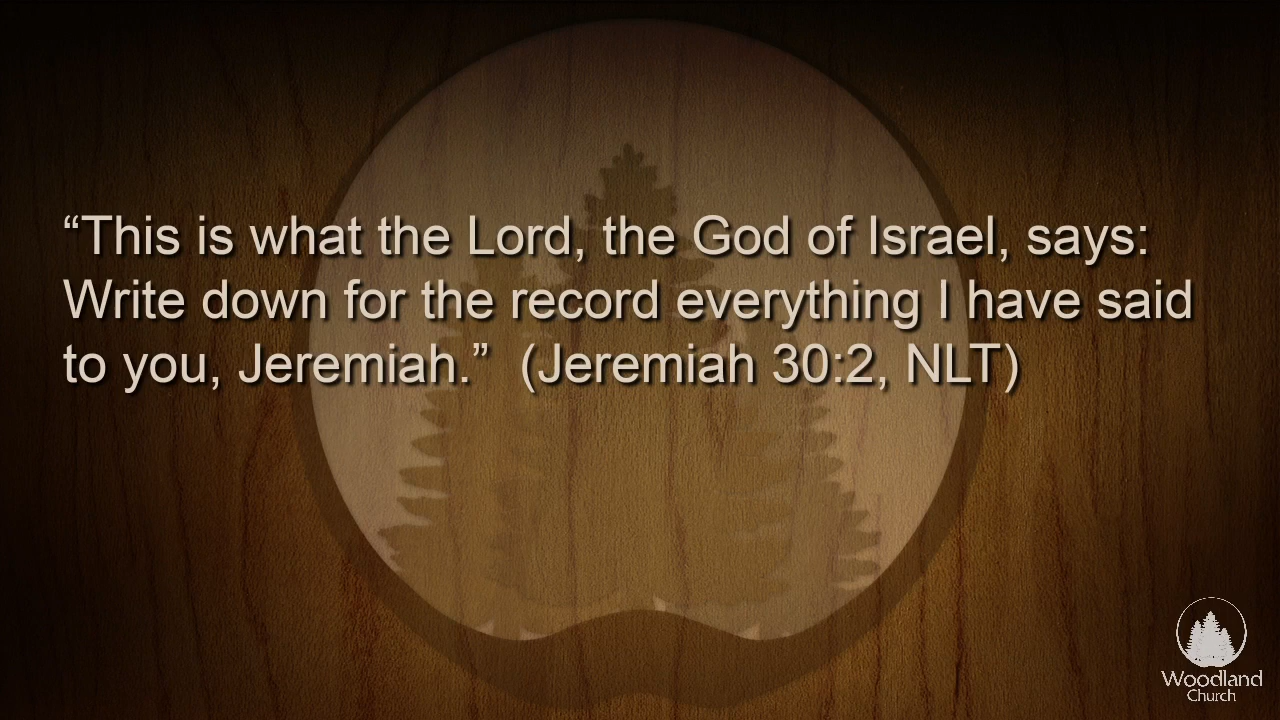 “This is what the Lord, the God of Israel, says:
Write down for the record everything I have said
to you, Jeremiah.”  (Jeremiah 30:2, NLT)
Woodland
Church